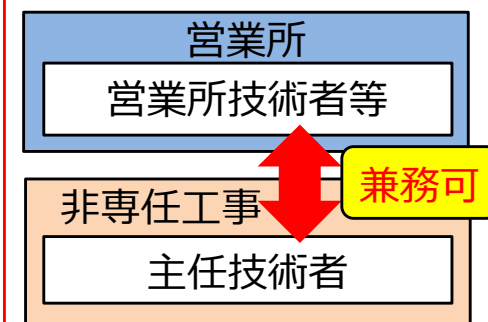 営業所
営業所技術者等
兼務可
非専任工事
主任技術者